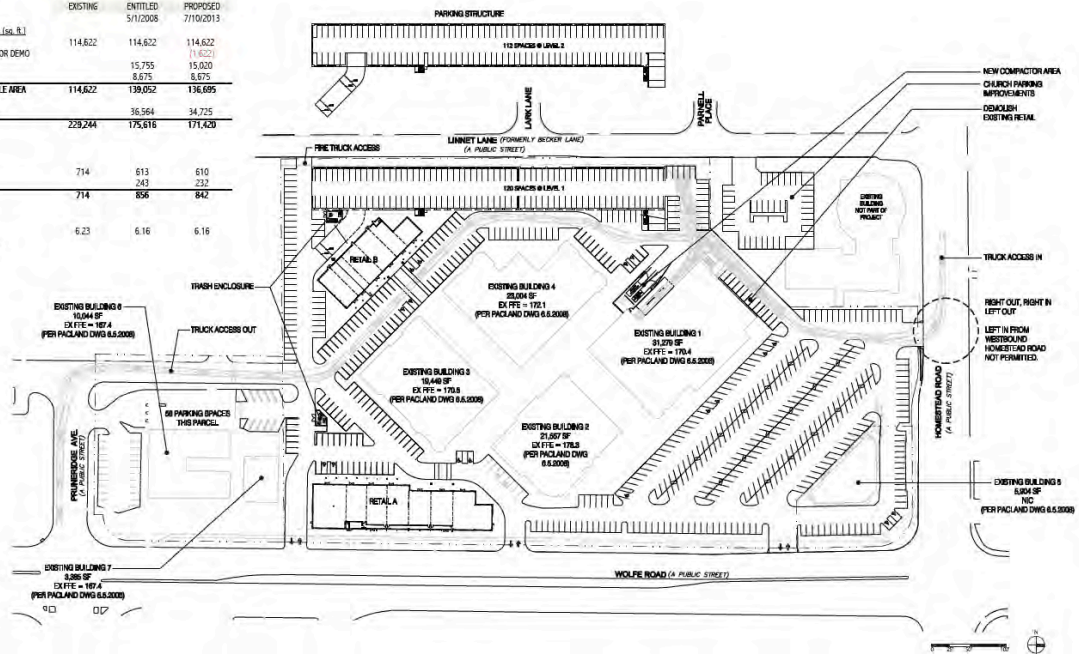 EXISTING ENTITLED PROPOSED
5/1/2008 7/10/2013
(sq. ft.)
114,622 114,622 114,622
OR DEMO (1,622)
15,755 15,020
8,675 8,675
LE AREA 114,622 139,052 136,695
36,564 34,725
229,244 175,616 171,420
714 613 610
243 232
714 856 842
6.23 6.16 6.16
PARKING STRUCTURE
112 SPACES @ LEVEL 2
NEW COMPACTOR AREA
CHURCH PARKING
IMPROVEMENTS
DEMOLISH
EXISTING RETAIL
LARK LANE
PARNELL
PLACE
LINNET LANE (FORMERLY BECKER LANE)
(A PUBLIC STREET)
FIRE TRUCK ACCESS
120 SPACES @ LEVEL 1
EXISTING
BUILDING
NOT PART OF
PROJECT
RETAIL B
TRUCK ACCESS IN
TRASH ENCLOSURE
EXISTING BUILDING 4
23,004 SF
EX FFE = 172.1
(PER PACLAND DWG 6.5.2008)
RIGHT OUT, RIGHT IN
LEFT OUT
LEFT IN FROM
WESTBOUND
HOMESTEAD ROAD
NOT PERMITTED.
EXISTING BUILDING 6
10,044 SF
EX FFE = 167.4
(PER PACLAND DWG 6.5.2008)
TRUCK ACCESS OUT
EXISTING BUILDING 1
31,279 SF
EX FFE = 170.4
(PER PACLAND DWG 6.5.2008)
EXISTING BUILDING 3
19,449 SF
EX FFE = 170.5
(PER PACLAND DWG 6.5.2008)
HOMESTEAD ROAD
(A PUBLIC STREET)
56 PARKING SPACES
THIS PARCEL
EXISTING BUILDING 2
21,557 SF
EX FFE = 178.3
(PER PACLAND DWG
6.5.2008)
PRUNERIDGE AVE.
(A PUBLIC STREET)
RETAIL A
EXISTING BUILDING 5
5,904 SF
NIC
(PER PACLAND DWG 6.5.2008)
EXISTING BUILDING 7
3,385 SF
EX FFE = 167.4
(PER PACLAND DWG 6.5.2008)
WOLFE ROAD (A PUBLIC STREET)
N